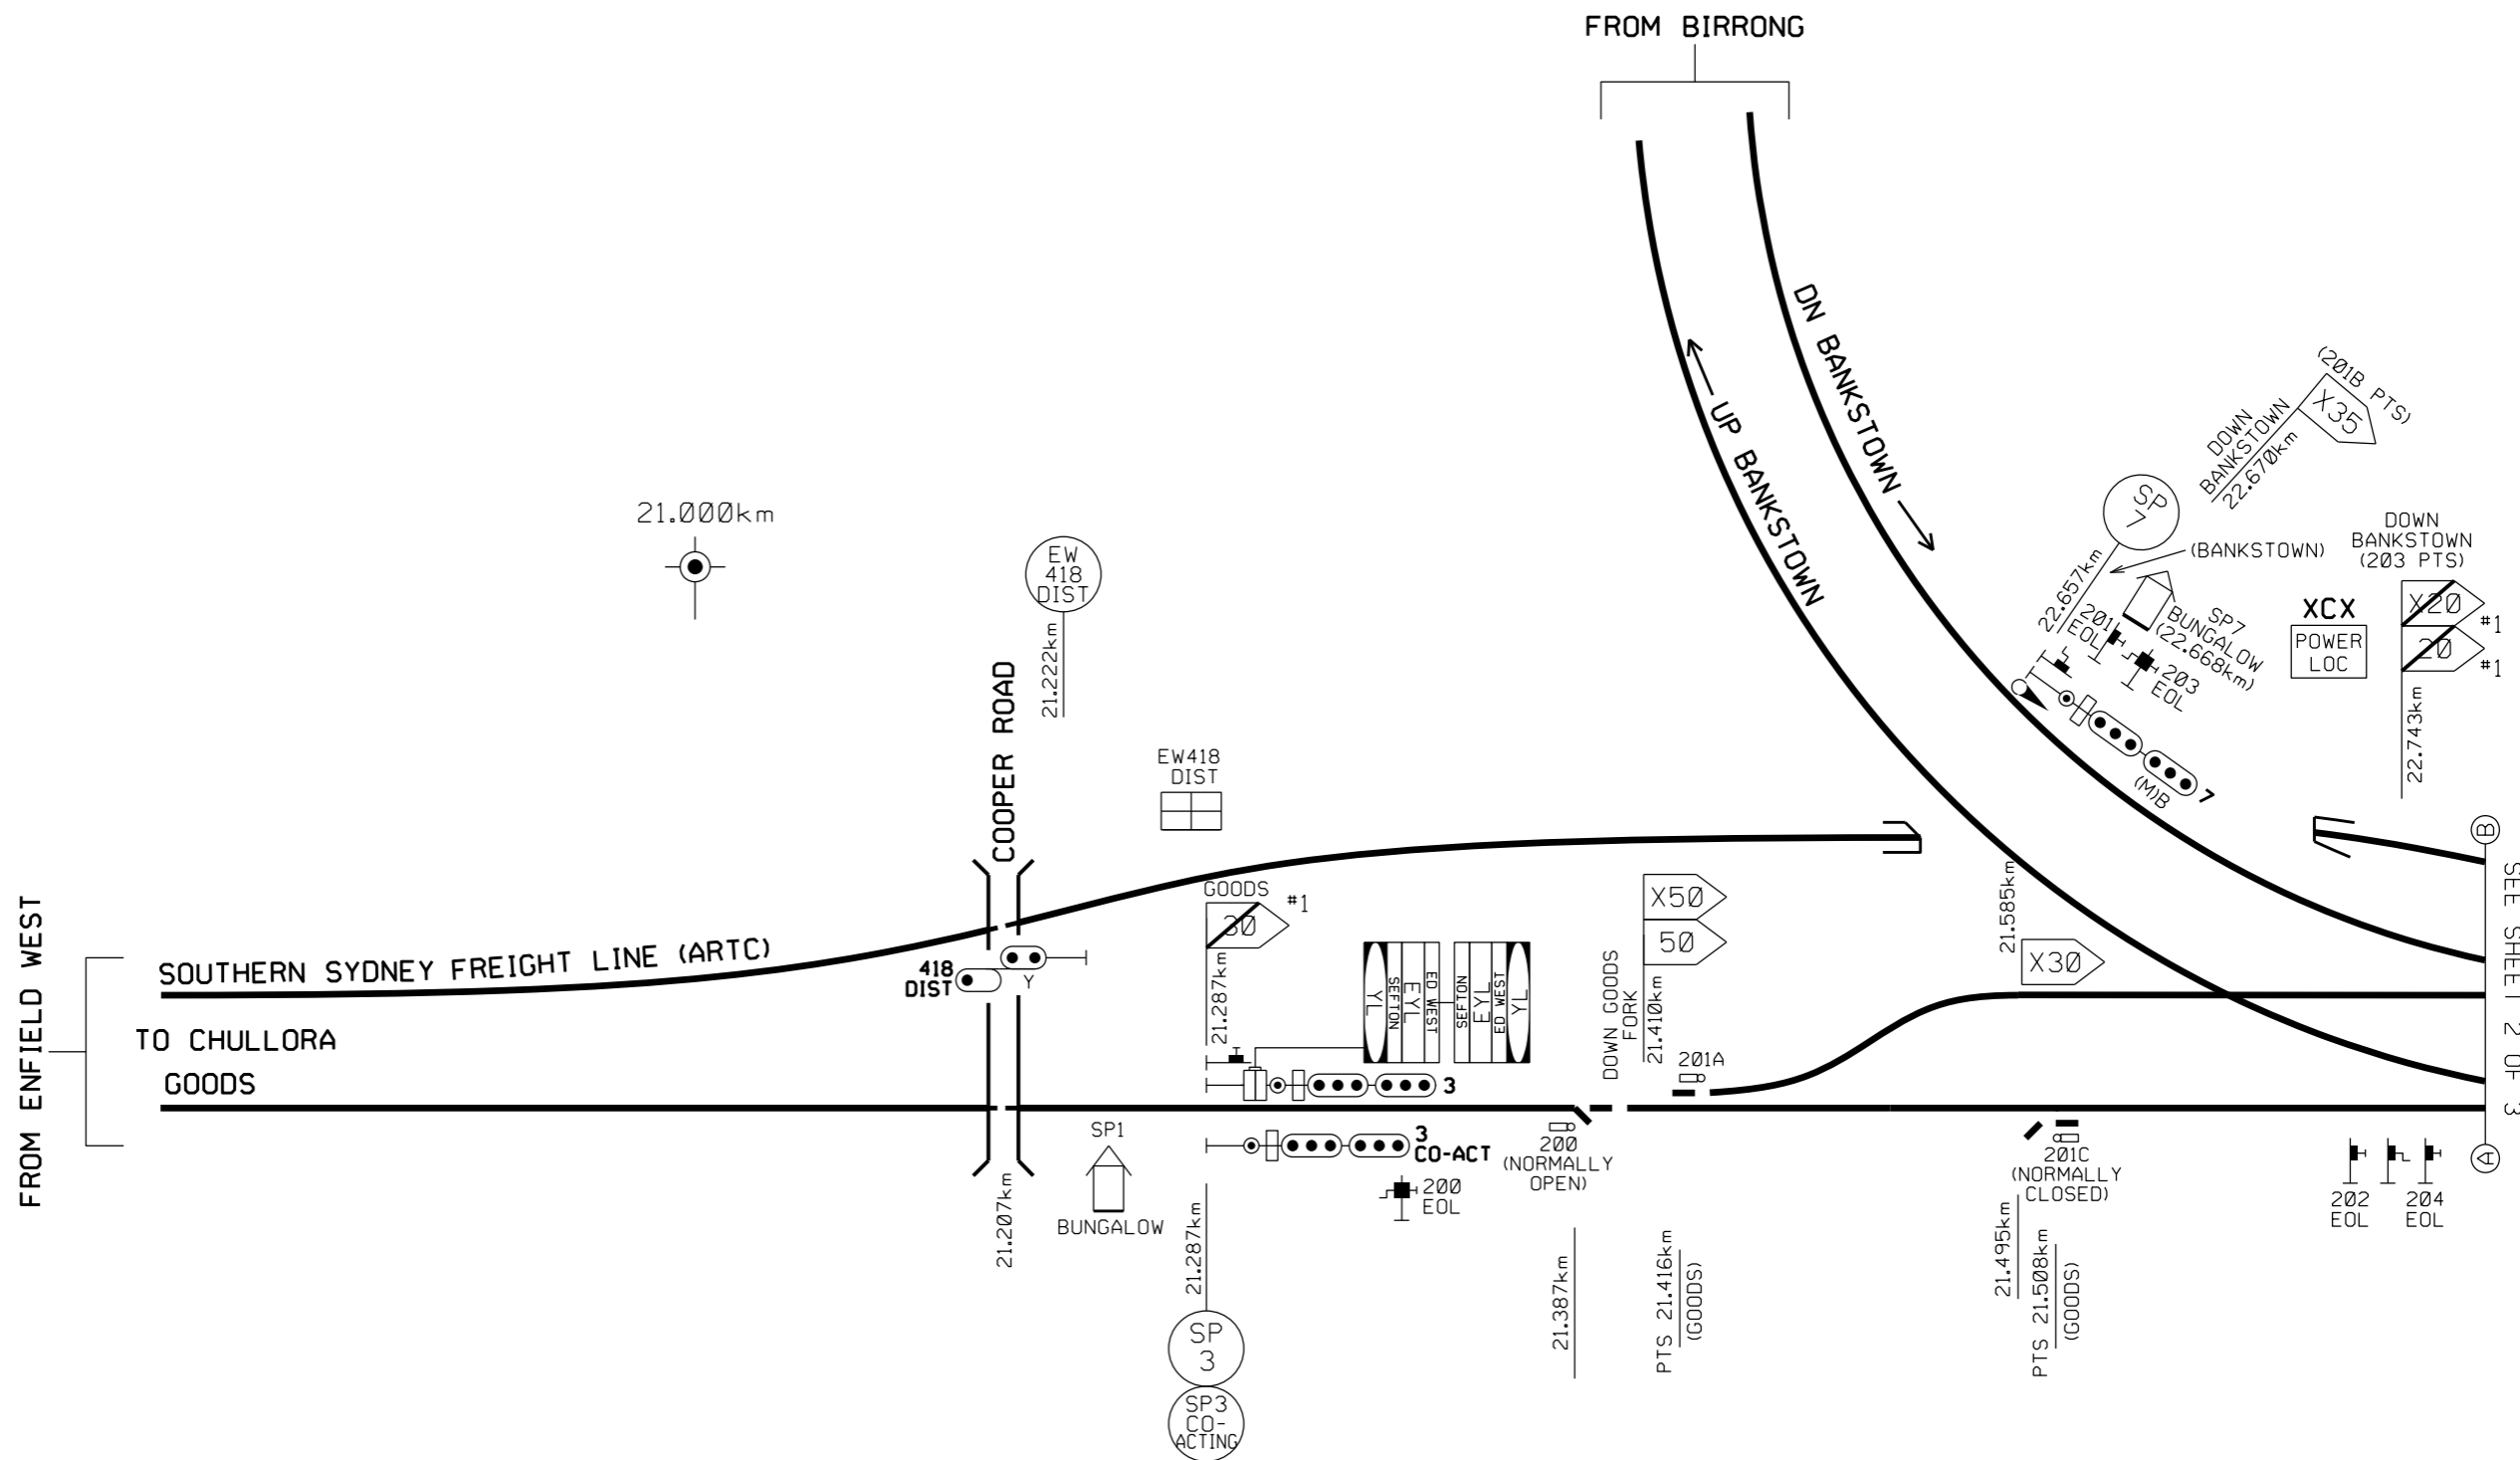 FROM BIRRONG
DN BANKSTOWN
UP BANKSTOWN
(201B PTS)
X35
DOWN
BANKSTOWN
22.670km
SP
7
22.657km
(BANKSTOWN)
DOWN
BANKSTOWN
(203 PTS)
X20
#1
20
#1
22.743km
XCX
POWER
LOC
SP7
BUNGALOW
(22.668km)
201
EOL
203
EOL
(M)B
7
21.000km
EW
418
DIST
21.222km
COOPER ROAD
EW418
DIST
FROM ENFIELD WEST
SOUTHERN SYDNEY FREIGHT LINE (ARTC)
418
DIST
Y
TO CHULLORA
GOODS
GOODS
30
#1
21.287km
YL
SEFTON
EYL
ED WEST
SEFTON
EYL
ED WEST
YL
3
3
CO-ACT
DOWN GOODS
FORK
X50
50
21.410km
201A
21.585km
X30
B
SEE SHEET 2 OF 3
A
SP1
BUNGALOW
21.207km
21.287km
SP
3
SP3
CO-
ACTING
200
EOL
200
(NORMALLY
OPEN)
21.387km
PTS 21.416km
(GOODS)
201C
(NORMALLY
CLOSED)
21.495km
PTS 21.508km
(GOODS)
202
EOL
204
EOL